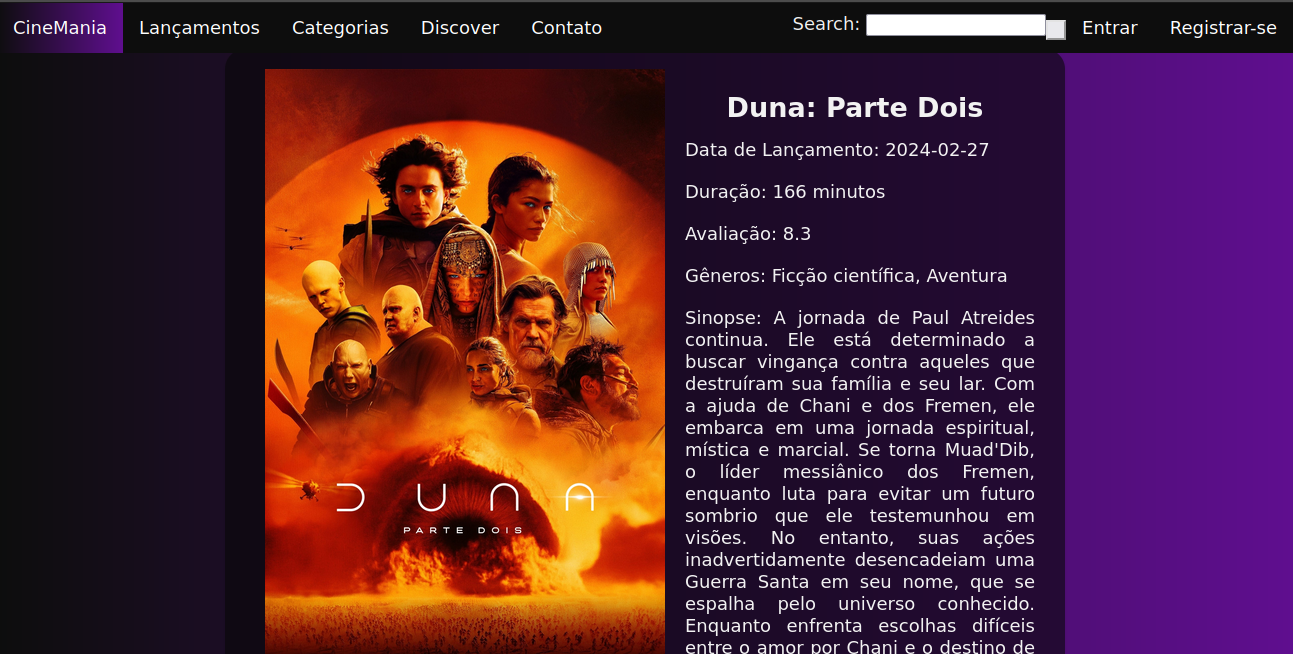 CineMania Lançamentos Categorias Discover Contato Search: Entrar Registrar-se
DUNA
PARTE DOIS
Duna: Parte Dois
Data de Lançamento: 2024-02-27
Duração: 166 minutos
Avaliação: 8.3
Gêneros: Ficção científica, Aventura
Sinopse: A jornada de Paul Atreides
continua. Ele está determinado a
buscar vingança contra aqueles que
destruíram sua família e seu lar. Com
a ajuda de Chani e dos Fremen, ele
embarca em uma jornada espiritual,
mística e marcial. Se torna Muad'Dib,
o líder messiânico dos Fremen,
enquanto luta para evitar um futuro
sombrio que ele testemunhou em
visões. No entanto, suas ações
inadvertidamente desencadeiam uma
Guerra Santa em seu nome, que se
espalha pelo universo conhecido.
Enquanto enfrenta escolhas difíceis
entre o amor por Chani e o destino de